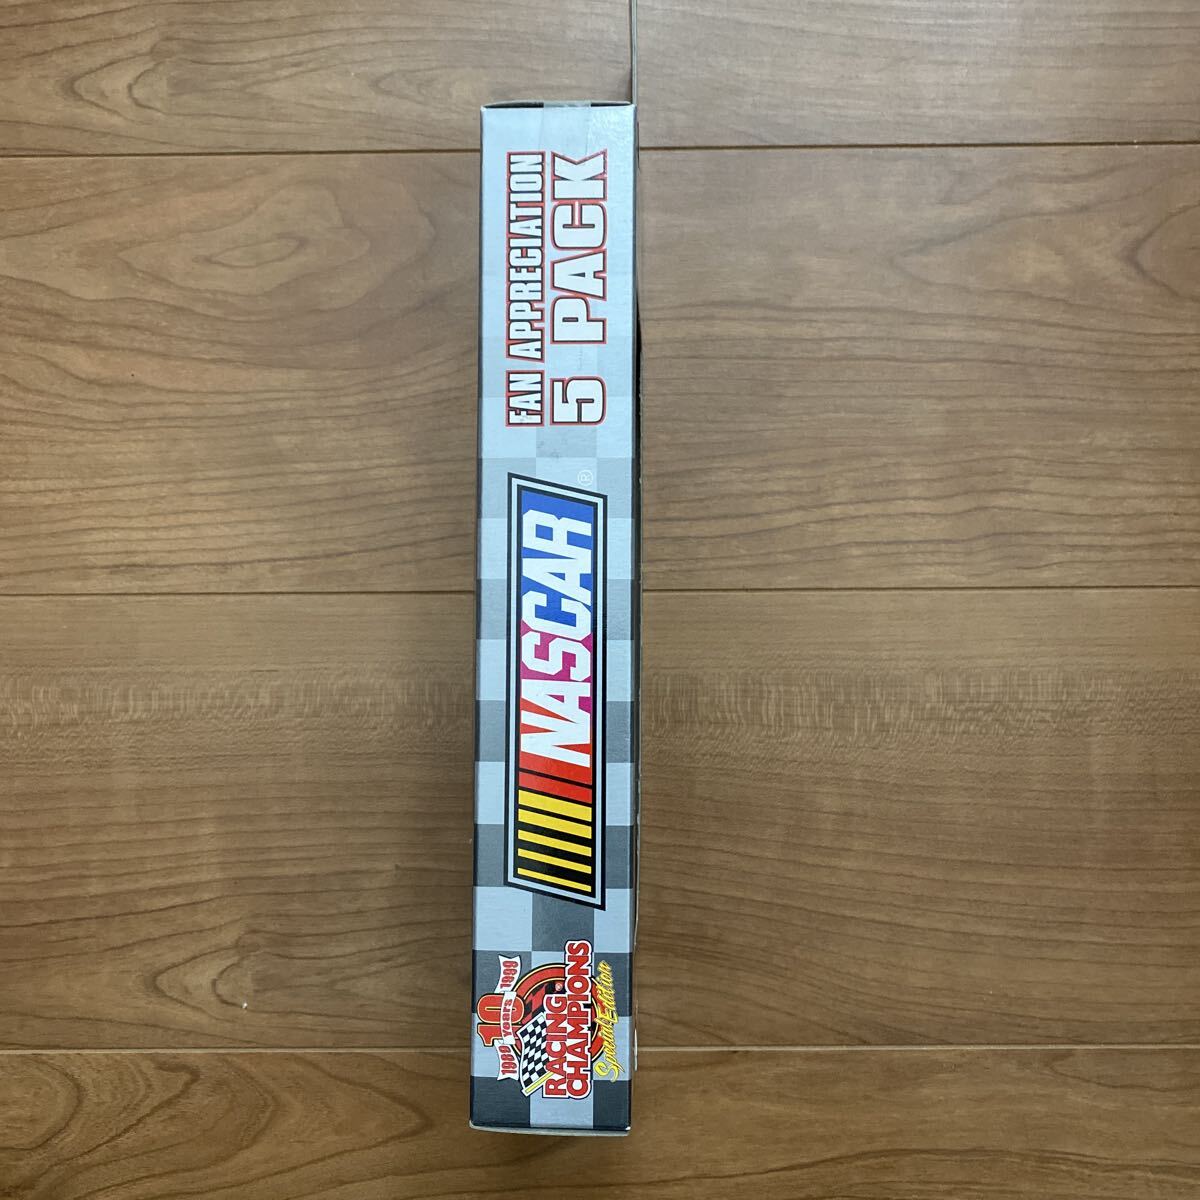 1989 10 Years 1999
RACING®
CHAMPIONS
Special Edition
NASCAR®
FAN APPRECIATION
5 PACK